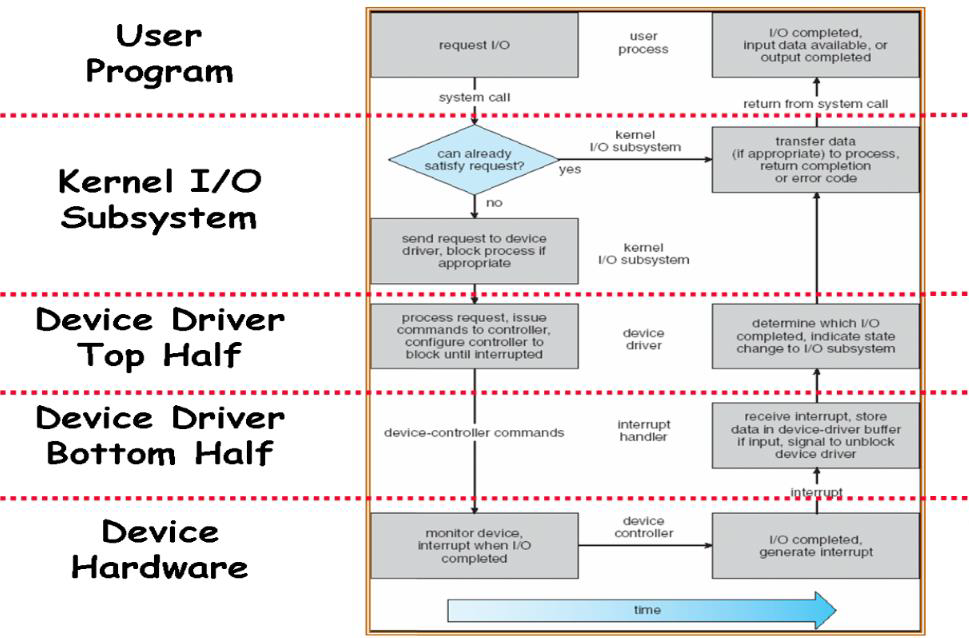 User
Program
request I/O
user
process
I/O completed,
input data available, or
output completed
system call
return from system call
Kernel I/O
Subsystem
can already
satisfy request?
yes
kernel
I/O subsystem
transfer data
(if appropriate) to process,
return completion
or error code
no
send request to device
driver, block process if
appropriate
kernel
I/O subsystem
Device Driver
Top Half
process request, issue
commands to controller,
configure controller to
block until interrupted
device
driver
determine which I/O
completed, indicate state
change to I/O subsystem
Device Driver
Bottom Half
device-controller commands
interrupt
handler
receive interrupt, store
data in device-driver buffer
if input, signal to unblock
device driver
interrupt
Device
Hardware
monitor device,
interrupt when I/O
completed
device
controller
I/O completed,
generate interrupt
time